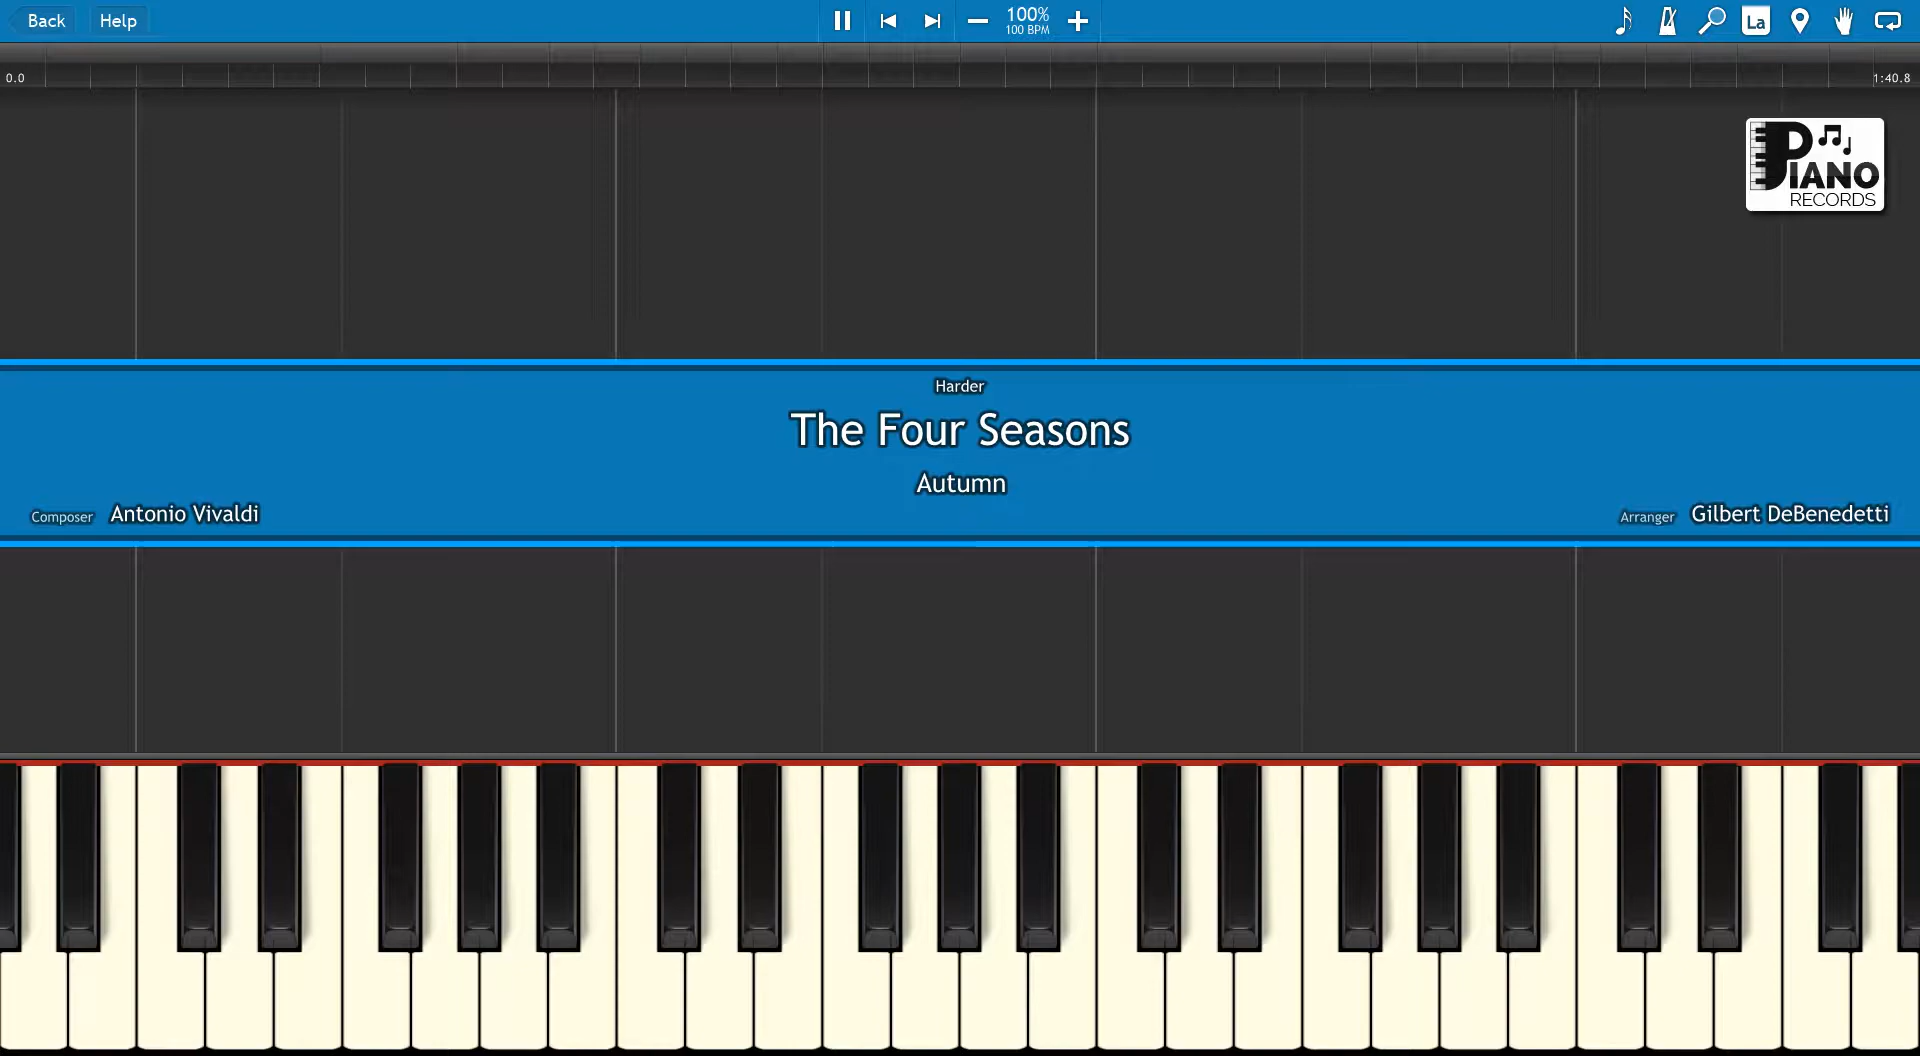 Back Help 100% La
100 BPM
0.0 1:40.8
PIANO
RECORDS
Harder
The Four Seasons
Autumn
Composer Antonio Vivaldi Arranger Gilbert DeBenedetti